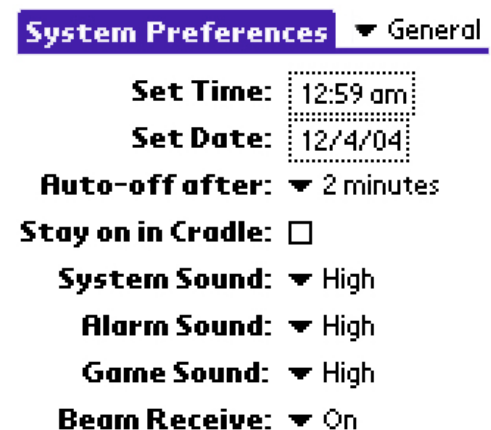 System Preferences General
Set Time: 12:59 am
Set Date: 12/4/04
Auto-off after: 2 minutes
Stay on in Cradle:
System Sound: High
Alarm Sound: High
Game Sound: High
Beam Receive: On